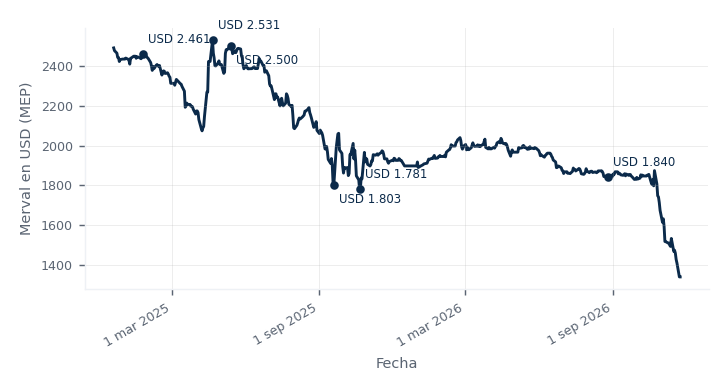 USD 2.531
USD 2.461
USD 2.500
2400
2200
2000
1800
1600
1400
USD 1.781
USD 1.803
USD 1.840
Merval en USD (MEP)
1 mar 2025
1 sep 2025
1 mar 2026
1 sep 2026
Fecha